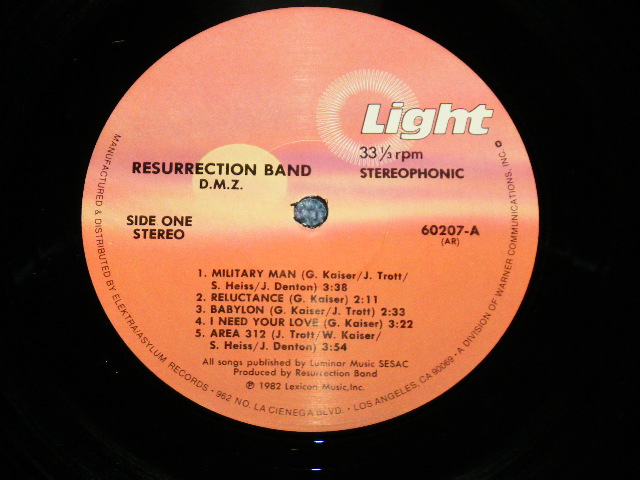 Light
33 1/3 rpm
STEREOPHONIC
RESURRECTION BAND
D.M.Z.
SIDE ONE
STEREO
60207-A
(AR)
1. MILITARY MAN (G. Kaiser/J. Trott/
S. Heiss/J. Denton) 3:38
2. RELUCTANCE (G. Kaiser) 2:11
3. BABYLON (G. Kaiser/J. Trott) 2:33
4. I NEED YOUR LOVE (G. Kaiser) 3:22
5. AREA 312 (J. Trott/W. Kaiser/
S. Heiss/J. Denton) 3:54
All songs published by Luminar Music SESAC
Produced by Resurrection Band
℗ 1982 Lexicon Music, Inc.
MANUFACTURED & DISTRIBUTED BY ELEKTRA/ASYLUM RECORDS • 962 NO. LA CIENEGA BLVD. • LOS ANGELES, CA 90069 • A DIVISION OF WARNER COMMUNICATIONS, INC.